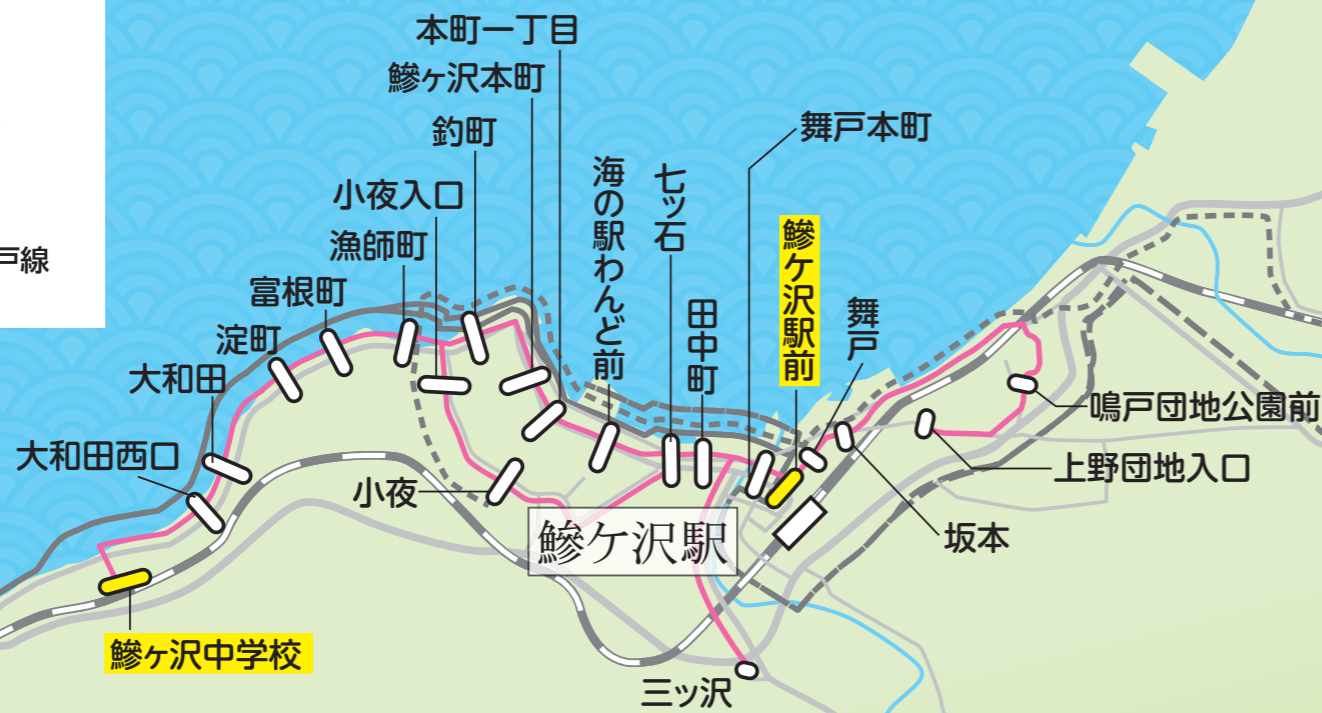 本町一丁目
鰺ヶ沢本町
釣町
舞戸本町
小夜入口
海の駅わんど前
七ッ石
漁師町
戸線
富根町
鰺ケ沢駅前
舞戸
田中町
淀町
大和田
鳴戸団地公園前
大和田西口
上野団地入口
小夜
鰺ケ沢駅
坂本
鰺ヶ沢中学校
三ッ沢